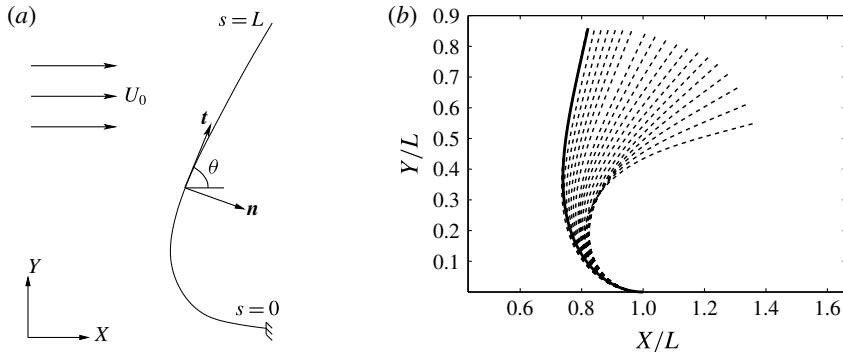 (a)
s = L
U0
t
θ
n
Y
X
s = 0
(b)
0.9
0.8
0.7
0.6
0.5
0.4
0.3
0.2
0.1
Y/L
0.6 0.8 1.0 1.2 1.4 1.6
X/L